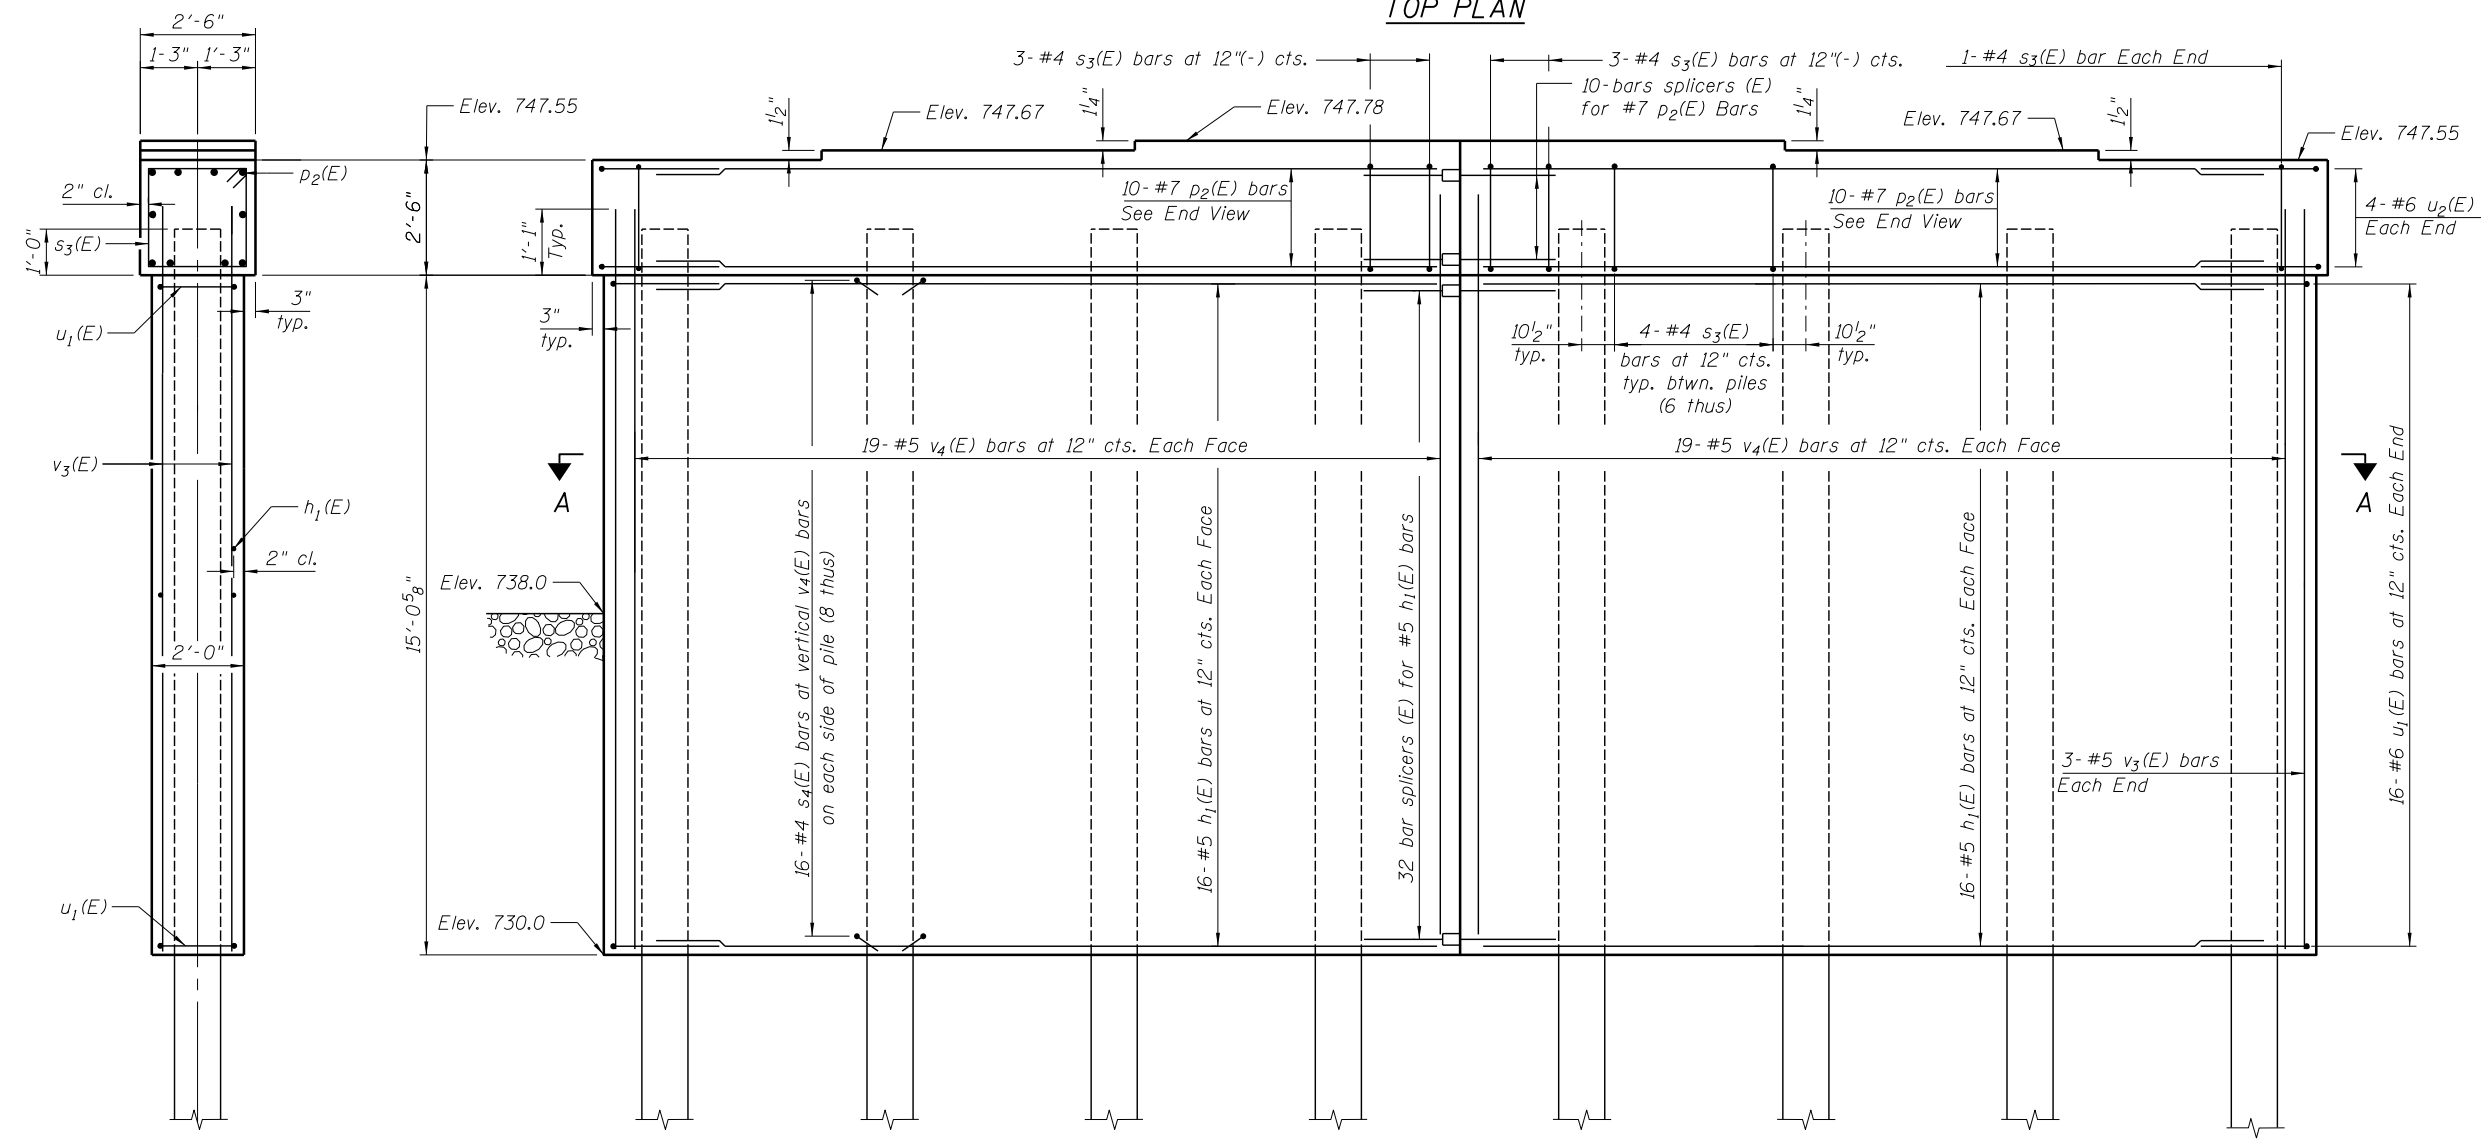 TOP PLAN
2'-6"
1-3" 1'-3"
Elev. 747.55
1½"
Elev. 747.67
1¼"
Elev. 747.78
3-#4 s3(E) bars at 12"(-) cts.
3-#4 s3(E) bars at 12"(-) cts.
10-bars splicers (E)
for #7 p2(E) Bars
1¼"
1-#4 s3(E) bar Each End
Elev. 747.67
1½"
Elev. 747.55
p2(E)
2" cl.
s3(E)
1'-0"
2'-6"
1'-1"
Typ.
10-#7 p2(E) bars
See End View
10-#7 p2(E) bars
See End View
4-#6 u2(E)
Each End
3"
typ.
u1(E)
3"
typ.
10½"
typ.
4-#4 s3(E)
bars at 12" cts.
typ. btwn. piles
(6 thus)
10½"
typ.
19-#5 v4(E) bars at 12" cts. Each Face
19-#5 v4(E) bars at 12" cts. Each Face
v3(E)
A
A
h1(E)
2" cl.
Elev. 738.0
15'-0⅝"
2'-0"
16-#4 s4(E) bars at vertical v4(E) bars
on each side of pile (8 thus)
16-#5 h1(E) bars at 12" cts. Each Face
32 bar splicers (E) for #5 h1(E) bars
16-#5 h1(E) bars at 12" cts. Each Face
16-#6 u1(E) bars at 12" cts. Each End
3-#5 v3(E) bars
Each End
u1(E)
Elev. 730.0